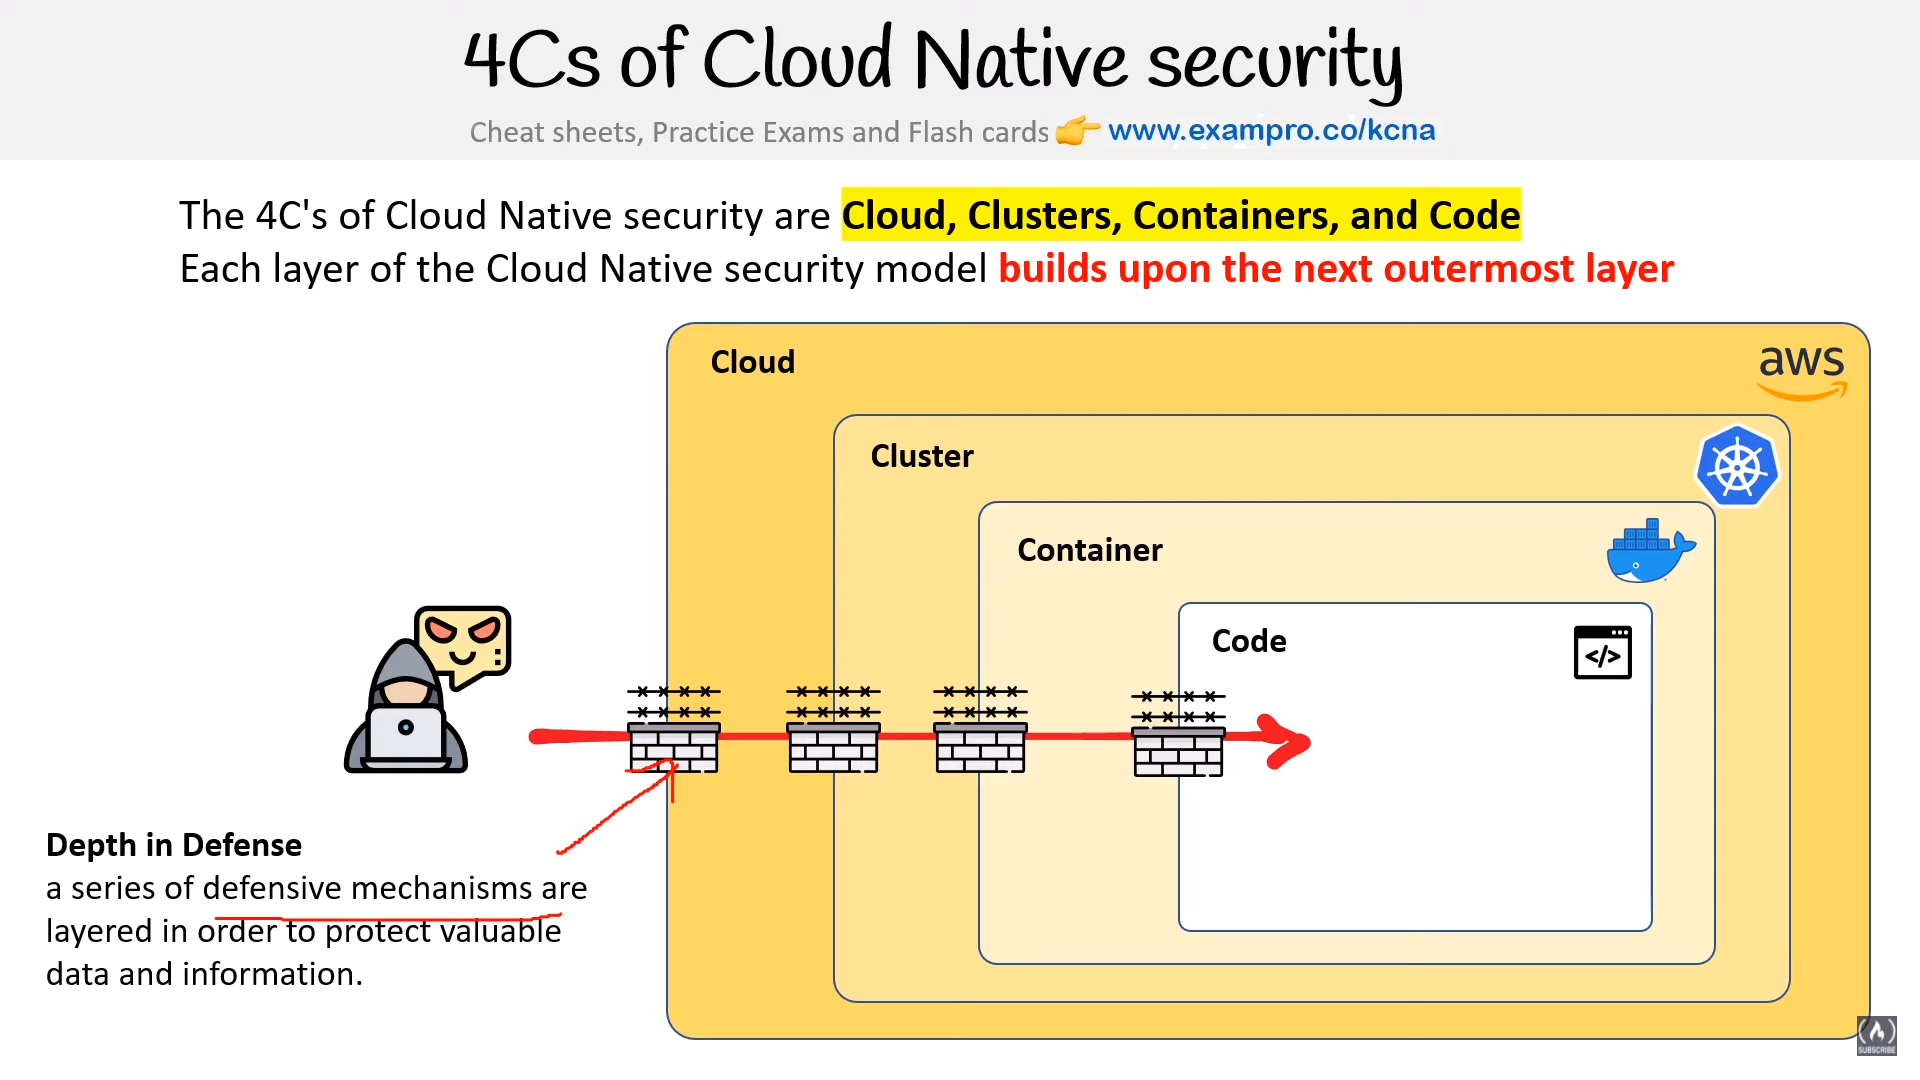 4Cs of Cloud Native security
Cheat sheets, Practice Exams and Flash cards www.exampro.co/kcna
The 4C's of Cloud Native security are Cloud, Clusters, Containers, and Code
Each layer of the Cloud Native security model builds upon the next outermost layer
Cloud
aws
Cluster
Container
Code
</>
Depth in Defense
a series of defensive mechanisms are
layered in order to protect valuable
data and information.
SUBSCRIBE